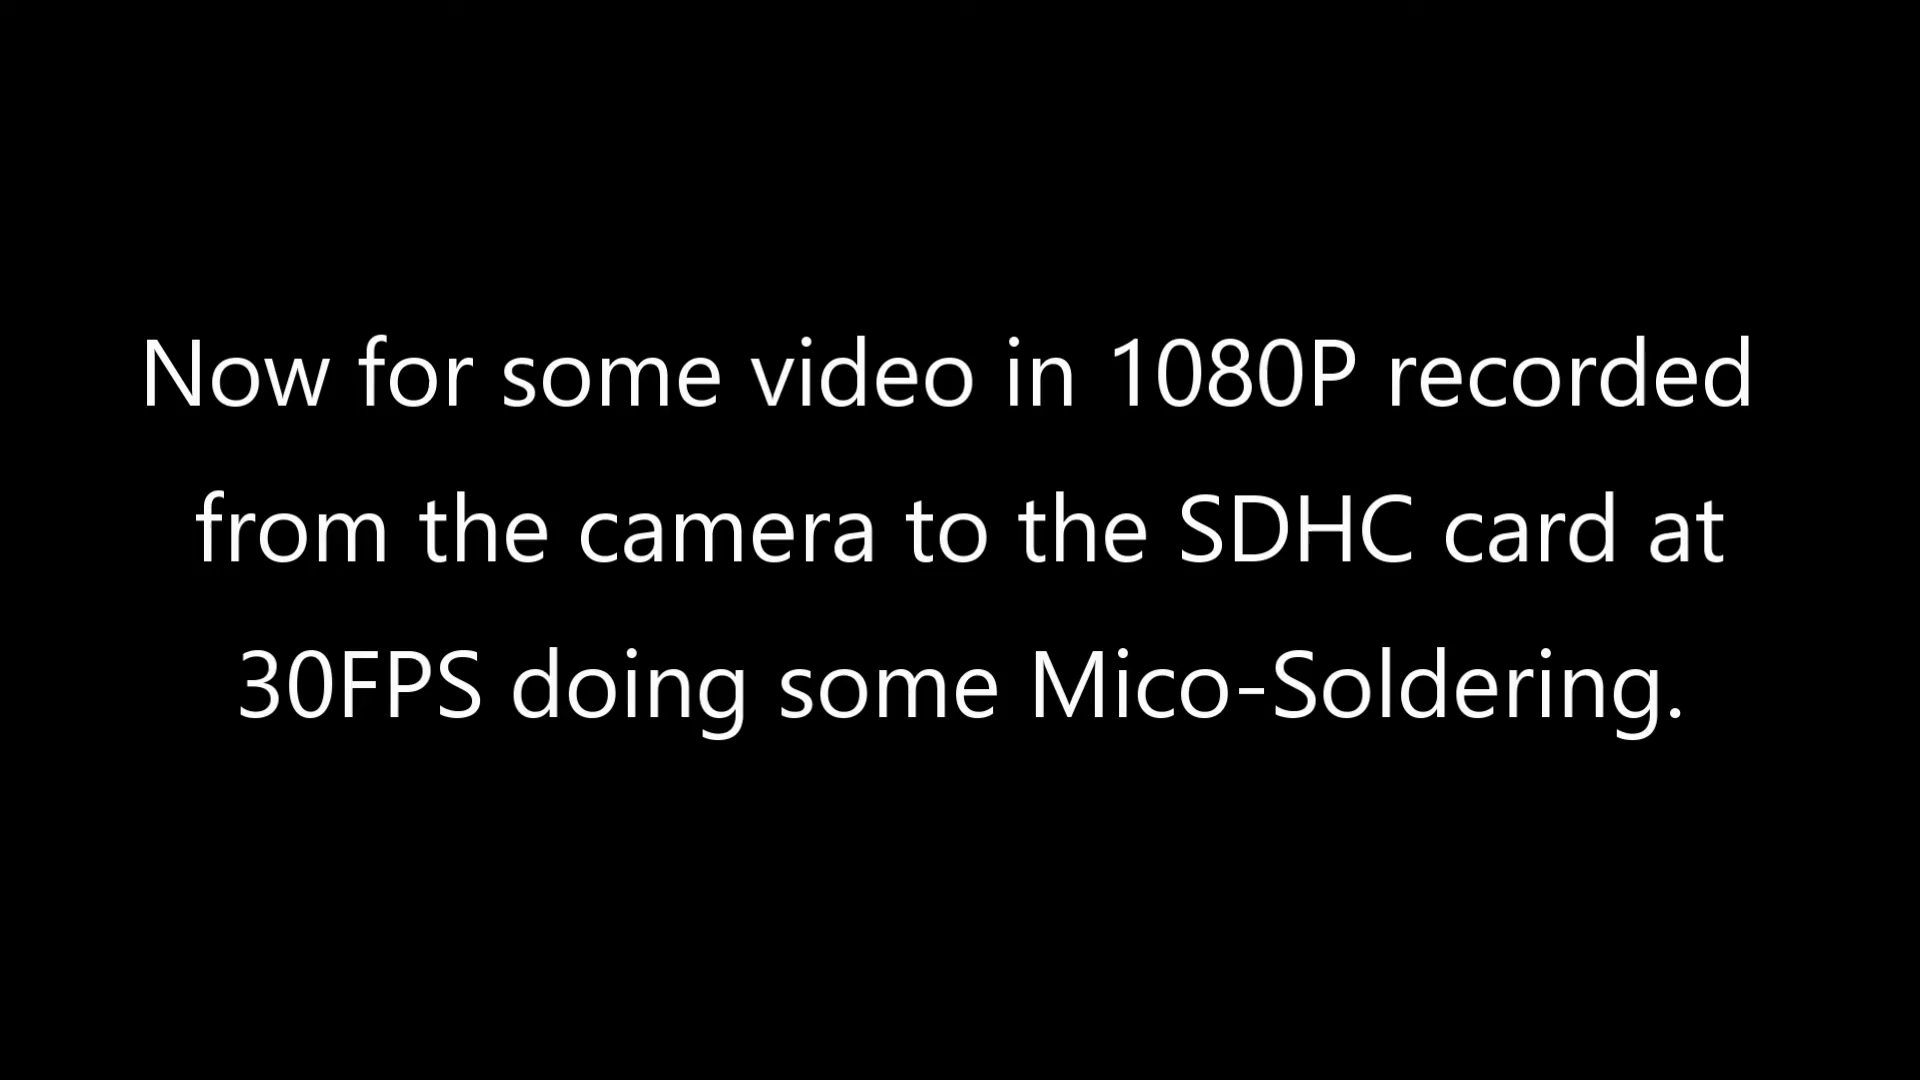 Now for some video in 1080P recorded
from the camera to the SDHC card at
30FPS doing some Mico-Soldering.